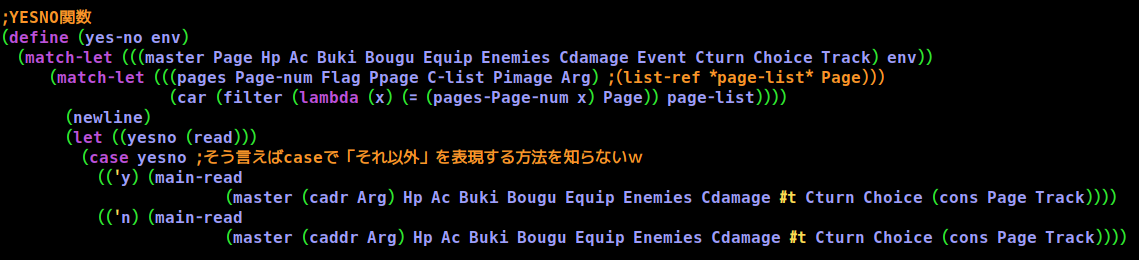 ;YESNO関数
(define (yes-no env)
  (match-let (((master Page Hp Ac Buki Bougu Equip Enemies Cdamage Event Cturn Choice Track) env))
     (match-let (((pages Page-num Flag Ppage C-list Pimage Arg) ;(list-ref *page-list* Page)))
                 (car (filter (lambda (x) (= (pages-Page-num x) Page)) page-list))))
       (newline)
       (let ((yesno (read)))
         (case yesno ;そう言えばcaseで「それ以外」を表現する方法を知らないｗ
           (('y) (main-read
                       (master (cadr Arg) Hp Ac Buki Bougu Equip Enemies Cdamage #t Cturn Choice (cons Page Track))))
           (('n) (main-read
                       (master (caddr Arg) Hp Ac Buki Bougu Equip Enemies Cdamage #t Cturn Choice (cons Page Track))))